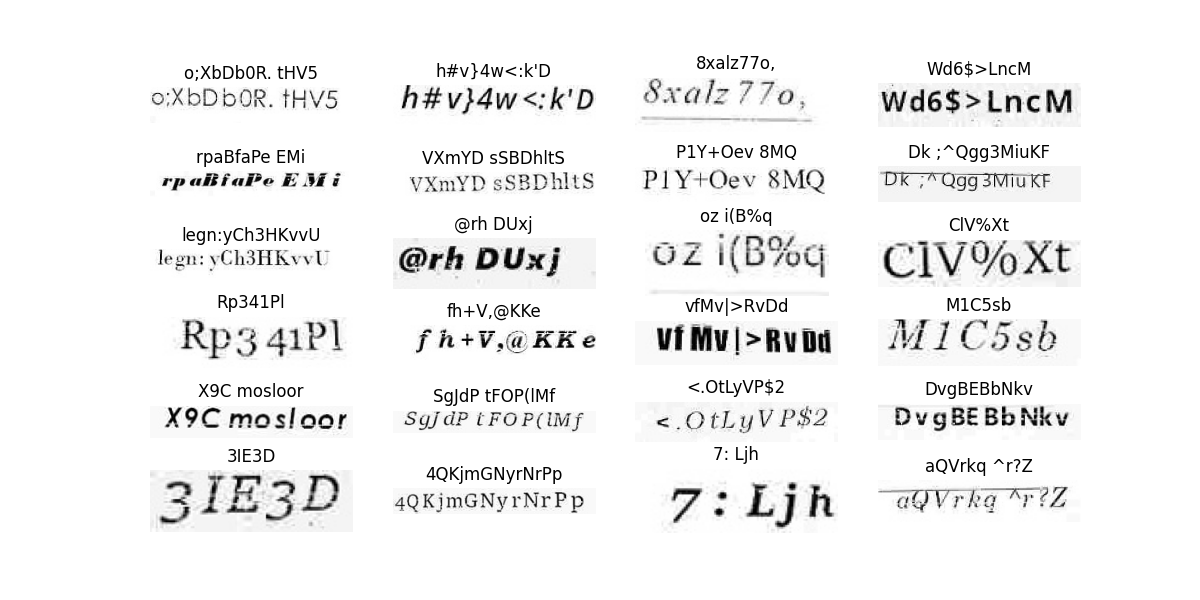 o;XbDb0R. tHV5
o;XbDb0R. tHV5
h#v}4w<:k'D
h#v}4w<:k'D
8xalz77o,
8xalz77o,
Wd6$>LncM
Wd6$>LncM
rpaBfaPe EMi
rpaBfaPe EMi
VXmYD sSBDhltS
VXmYD sSBDhltS
P1Y+Oev 8MQ
P1Y+Oev 8MQ
Dk ;^Qgg3MiuKF
Dk ;^Qgg3MiuKF
legn:yCh3HKvvU
legn:yCh3HKvvU
@rh DUxj
@rh DUxj
oz i(B%q
oz i(B%q
ClV%Xt
ClV%Xt
Rp341Pl
Rp341Pl
fh+V,@KKe
fh+V,@KKe
vfMv|>RvDd
vfMv|>RvDd
M1C5sb
M1C5sb
X9C mosloor
X9C mosloor
SgJdP tFOP(lMf
SgJdP tFOP(lMf
<.OtLyVP$2
<.OtLyVP$2
DvgBEBbNkv
DvgBEBbNkv
3IE3D
3IE3D
4QKjmGNyrNrPp
4QKjmGNyrNrPp
7: Ljh
7: Ljh
aQVrkq ^r?Z
aQVrkq ^r?Z